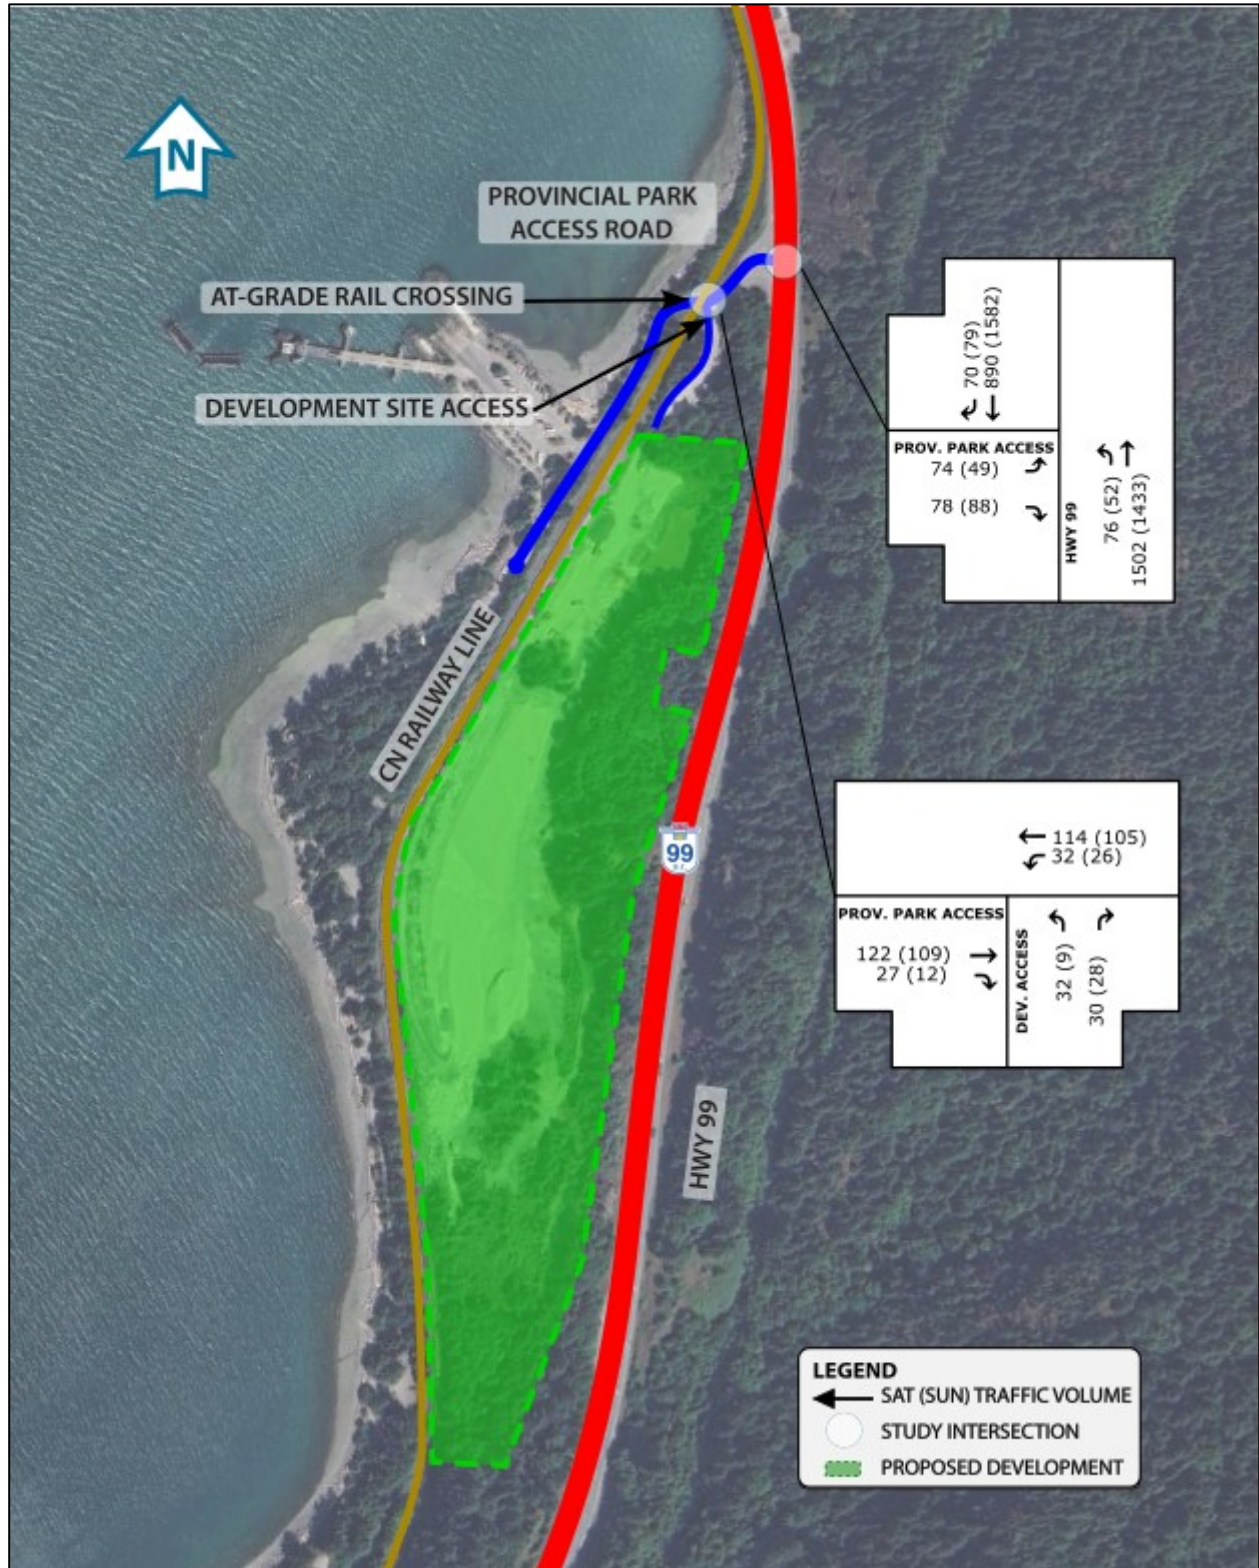 N
PROVINCIAL PARK
ACCESS ROAD
AT-GRADE RAIL CROSSING
DEVELOPMENT SITE ACCESS
70 (79)
890 (1582)
PROV. PARK ACCESS
74 (49)
78 (88)
HWY 99
76 (52)
1502 (1433)
CN RAILWAY LINE
99
114 (105)
32 (26)
PROV. PARK ACCESS
122 (109)
27 (12)
DEV. ACCESS
32 (9)
30 (28)
HWY 99
LEGEND
SAT (SUN) TRAFFIC VOLUME
STUDY INTERSECTION
PROPOSED DEVELOPMENT